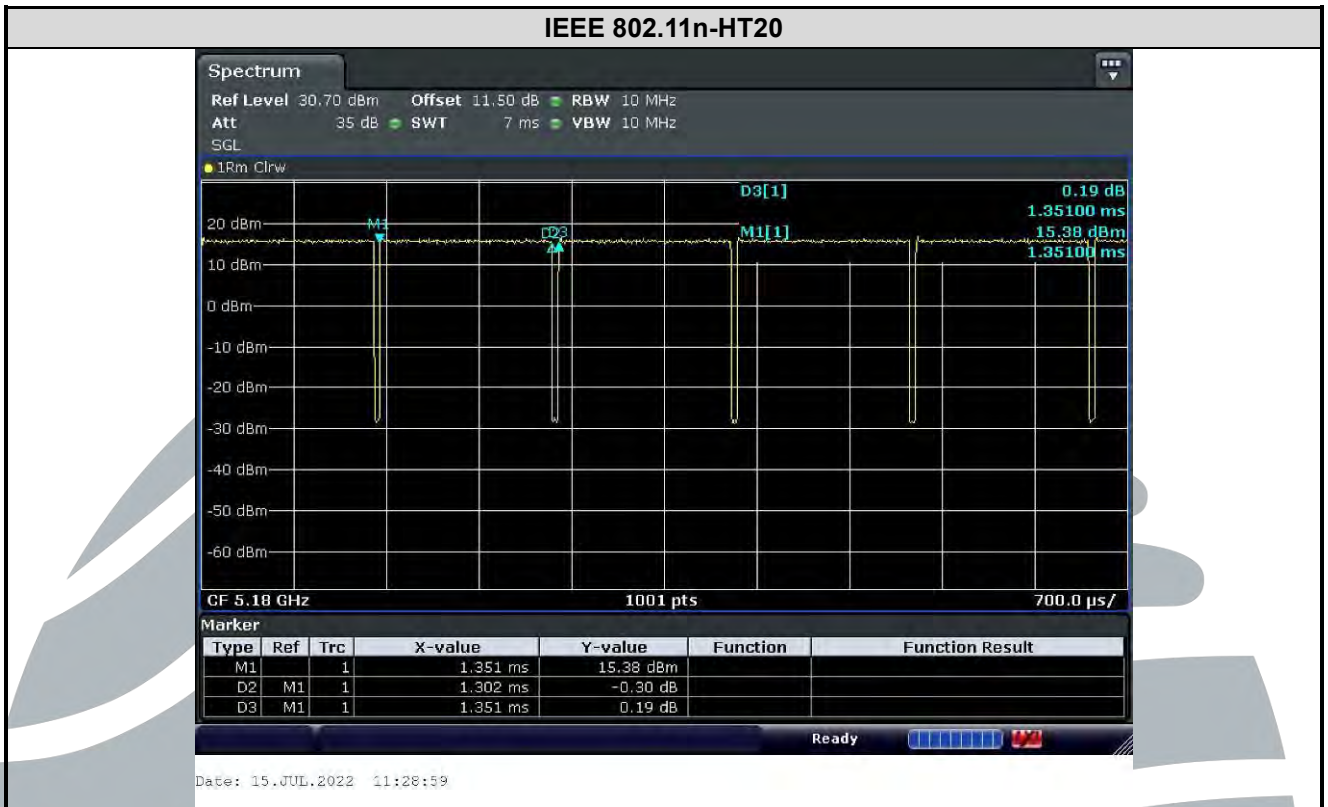 IEEE 802.11n-HT20
Spectrum
Ref Level 30.70 dBm Offset 11.50 dB RBW 10 MHz
Att 35 dB SWT 7 ms VBW 10 MHz
SGL
1Rm Clrw
D3[1] 0.19 dB
1.35100 ms
20 dBm
M1
M1[1] 15.38 dBm
1.35100 ms
10 dBm
0 dBm
-10 dBm
-20 dBm
-30 dBm
-40 dBm
-50 dBm
-60 dBm
CF 5.18 GHz 1001 pts 700.0 µs/
Marker
Type Ref Trc X-value Y-value Function Function Result
M1 1 1.351 ms 15.38 dBm
D2 M1 1 1.302 ms -0.30 dB
D3 M1 1 1.351 ms 0.19 dB
Ready
Date: 15.JUL.2022 11:28:59